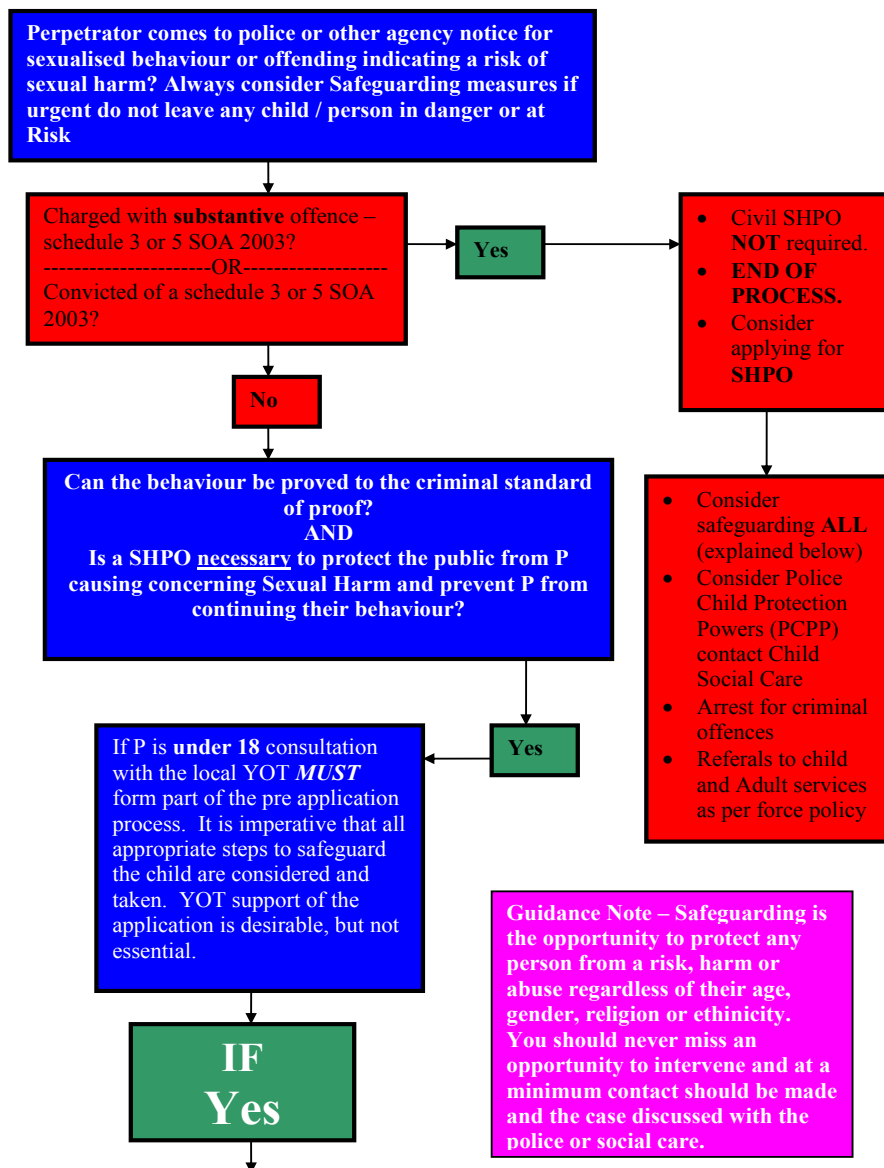 Perpetrator comes to police or other agency notice for
sexualised behaviour or offending indicating a risk of
sexual harm? Always consider Safeguarding measures if
urgent do not leave any child / person in danger or at
Risk
Charged with substantive offence –
schedule 3 or 5 SOA 2003?
----------------------OR-------------------
Convicted of a schedule 3 or 5 SOA
2003?
Yes
• Civil SHPO
NOT required.
• END OF
PROCESS.
• Consider
applying for
SHPO
No
Can the behaviour be proved to the criminal standard
of proof?
AND
Is a SHPO necessary to protect the public from P
causing concerning Sexual Harm and prevent P from
continuing their behaviour?
• Consider
safeguarding ALL
(explained below)
• Consider Police
Child Protection
Powers (PCPP)
contact Child
Social Care
• Arrest for criminal
offences
• Referals to child
and Adult services
as per force policy
Yes
If P is under 18 consultation
with the local YOT MUST
form part of the pre application
process. It is imperative that all
appropriate steps to safeguard
the child are considered and
taken. YOT support of the
application is desirable, but not
essential.
Guidance Note – Safeguarding is
the opportunity to protect any
person from a risk, harm or
abuse regardless of their age,
gender, religion or ethinicity.
You should never miss an
opportunity to intervene and at a
minimum contact should be made
and the case discussed with the
police or social care.
IF
Yes